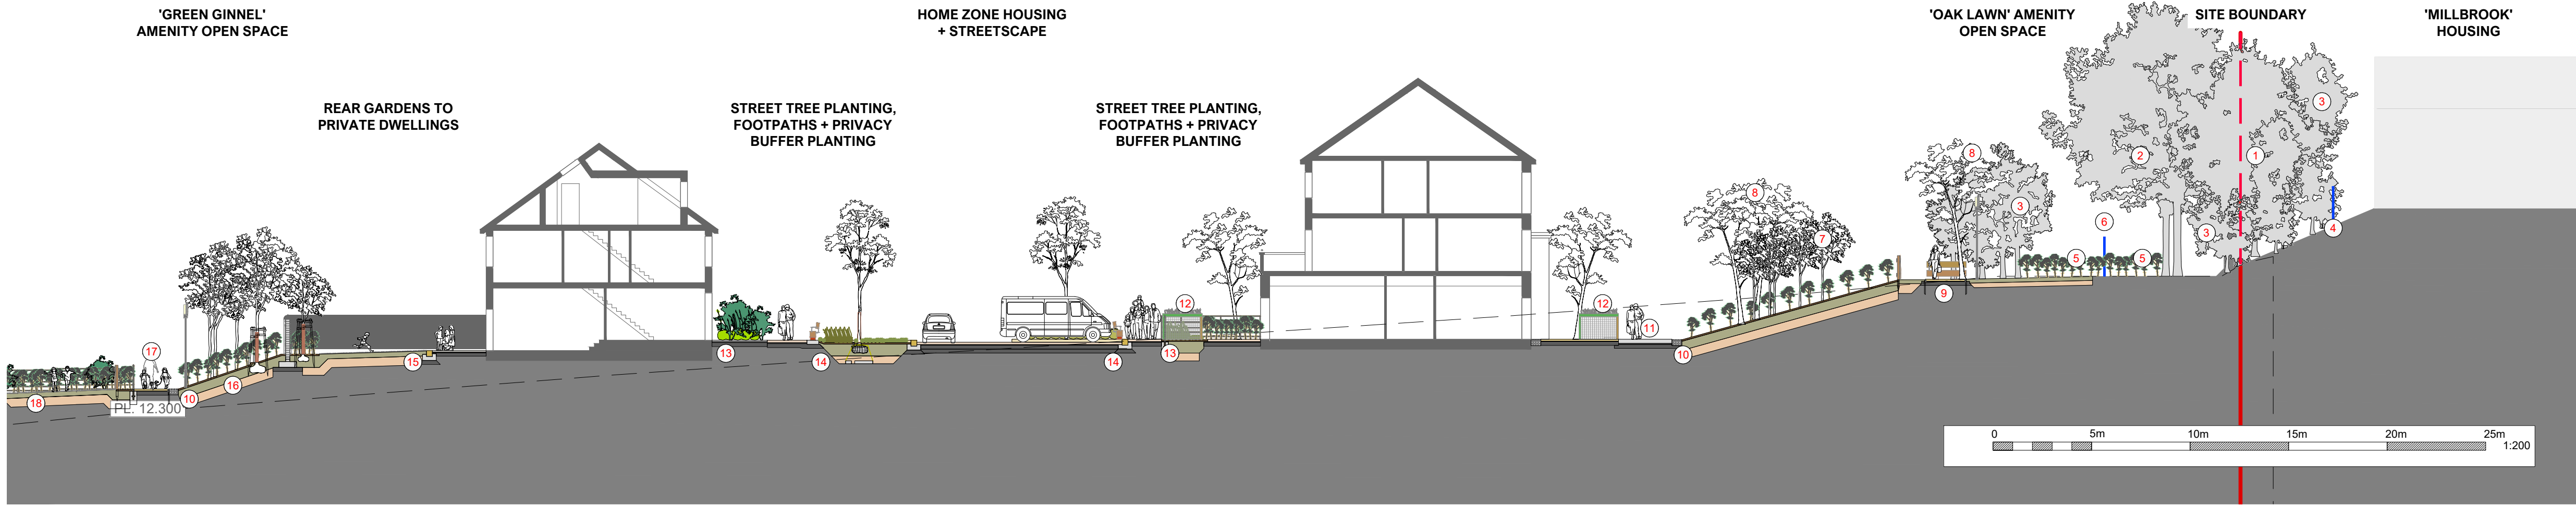 'GREEN GINNEL'
AMENITY OPEN SPACE
HOME ZONE HOUSING
+ STREETSCAPE
'OAK LAWN' AMENITY
OPEN SPACE
SITE BOUNDARY
'MILLBROOK'
HOUSING
REAR GARDENS TO
PRIVATE DWELLINGS
STREET TREE PLANTING,
FOOTPATHS + PRIVACY
BUFFER PLANTING
STREET TREE PLANTING,
FOOTPATHS + PRIVACY
BUFFER PLANTING
3
8
2
1
8
3
7
6
3
4
5
5
9
12
12
11
17
13
14
14
13
10
15
16
10
18
PL. 12.300
0 5m 10m 15m 20m 25m
1:200